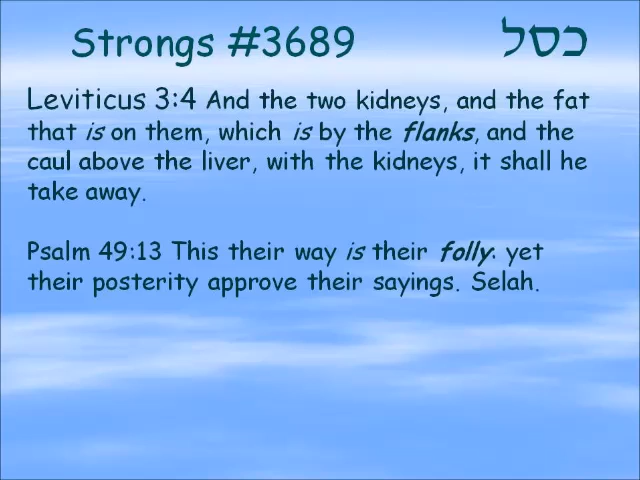 Strongs #3689 כסל
Leviticus 3:4 And the two kidneys, and the fat
that is on them, which is by the flanks, and the
caul above the liver, with the kidneys, it shall he
take away.
Psalm 49:13 This their way is their folly: yet
their posterity approve their sayings. Selah.